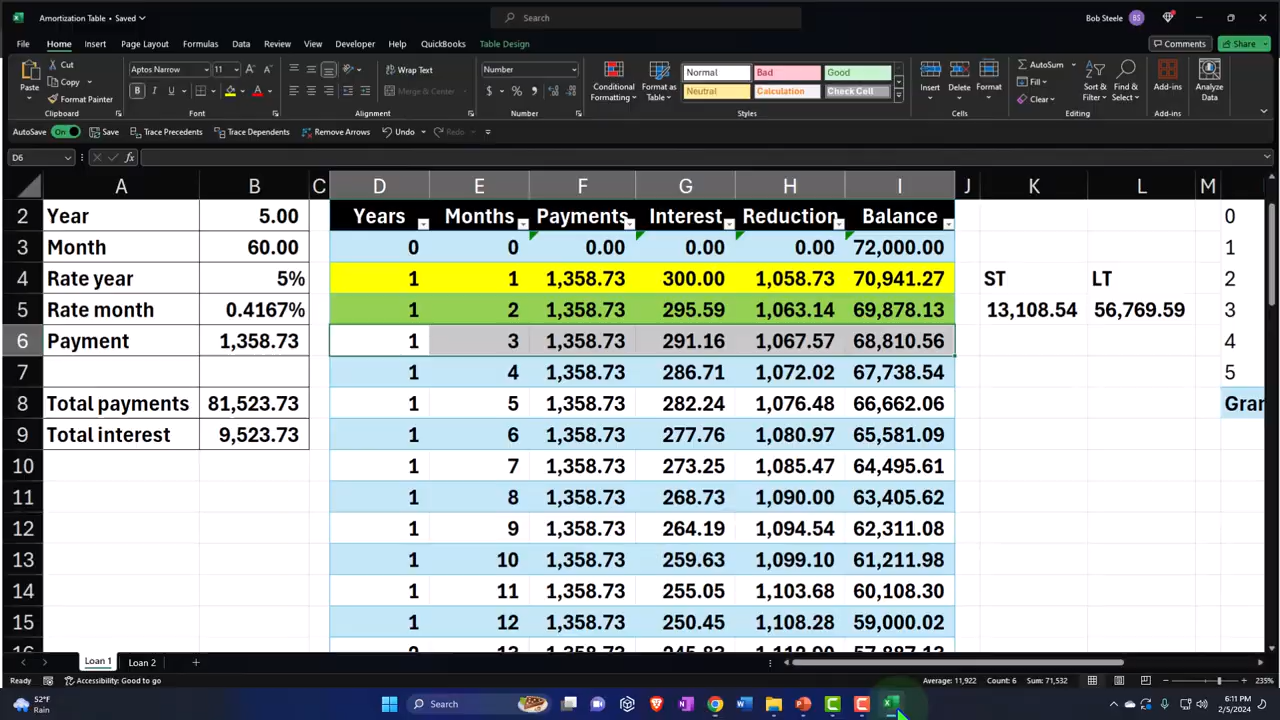 Amortization Table • Saved
Search
Bob Steele BS
File Home Insert Page Layout Formulas Data Review View Developer Help QuickBooks Table Design
Comments Share
Paste Cut Copy Format Painter
Aptos Narrow 11
Wrap Text
Merge & Center
Number
Conditional Formatting Format as Table
Normal Bad Good
Neutral Calculation Check Cell
Insert Delete Format
AutoSum Fill Clear
Sort & Filter Find & Select
Add-ins
Analyze Data
Clipboard Font Alignment Number Styles Cells Editing Add-ins
AutoSave On Save Trace Precedents Trace Dependents Remove Arrows Undo Redo
D6 fx
A B C D E F G H I J K L M
2 Year 5.00 Years Months Payments Interest Reduction Balance 0
3 Month 60.00 0 0 0.00 0.00 0.00 72,000.00 1
4 Rate year 5% 1 1 1,358.73 300.00 1,058.73 70,941.27 ST LT 2
5 Rate month 0.4167% 1 2 1,358.73 295.59 1,063.14 69,878.13 13,108.54 56,769.59 3
6 Payment 1,358.73 1 3 1,358.73 291.16 1,067.57 68,810.56 4
7 1 4 1,358.73 286.71 1,072.02 67,738.54 5
8 Total payments 81,523.73 1 5 1,358.73 282.24 1,076.48 66,662.06 Gran
9 Total interest 9,523.73 1 6 1,358.73 277.76 1,080.97 65,581.09
10 1 7 1,358.73 273.25 1,085.47 64,495.61
11 1 8 1,358.73 268.73 1,090.00 63,405.62
12 1 9 1,358.73 264.19 1,094.54 62,311.08
13 1 10 1,358.73 259.63 1,099.10 61,211.98
14 1 11 1,358.73 255.05 1,103.68 60,108.30
15 1 12 1,358.73 250.45 1,108.28 59,000.02
Loan 1 Loan 2
Ready Accessibility: Good to go Average: 11,922 Count: 6 Sum: 71,532 235%
52°F
Rain
Search
6:11 PM
2/5/2024